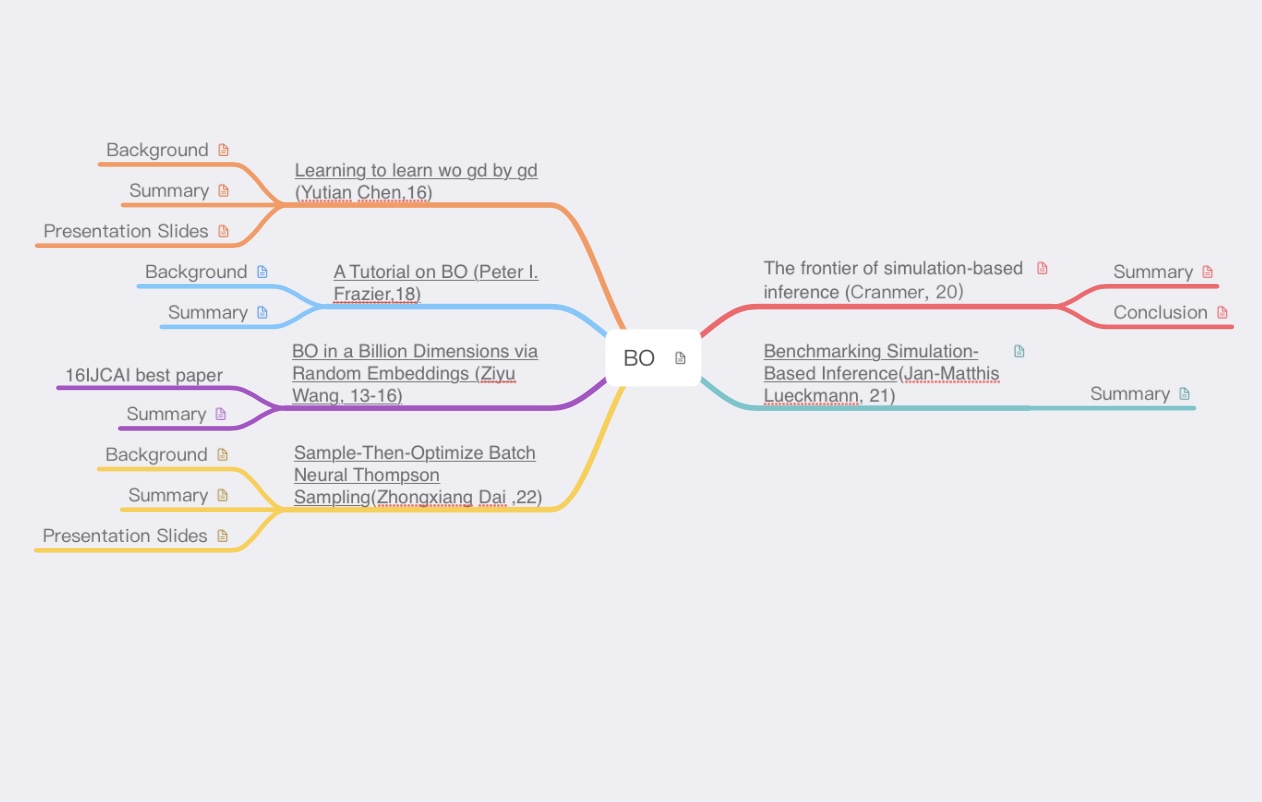 Background
Summary
Presentation Slides
Learning to learn wo gd by gd
(Yutian Chen,16)
Background
Summary
A Tutorial on BO (Peter I.
Frazier,18)
16IJCAI best paper
Summary
BO in a Billion Dimensions via
Random Embeddings (Ziyu
Wang, 13-16)
Background
Summary
Presentation Slides
Sample-Then-Optimize Batch
Neural Thompson
Sampling(Zhongxiang Dai ,22)
BO
The frontier of simulation-based
inference (Cranmer, 20)
Summary
Conclusion
Benchmarking Simulation-
Based Inference(Jan-Matthis
Lueckmann, 21)
Summary